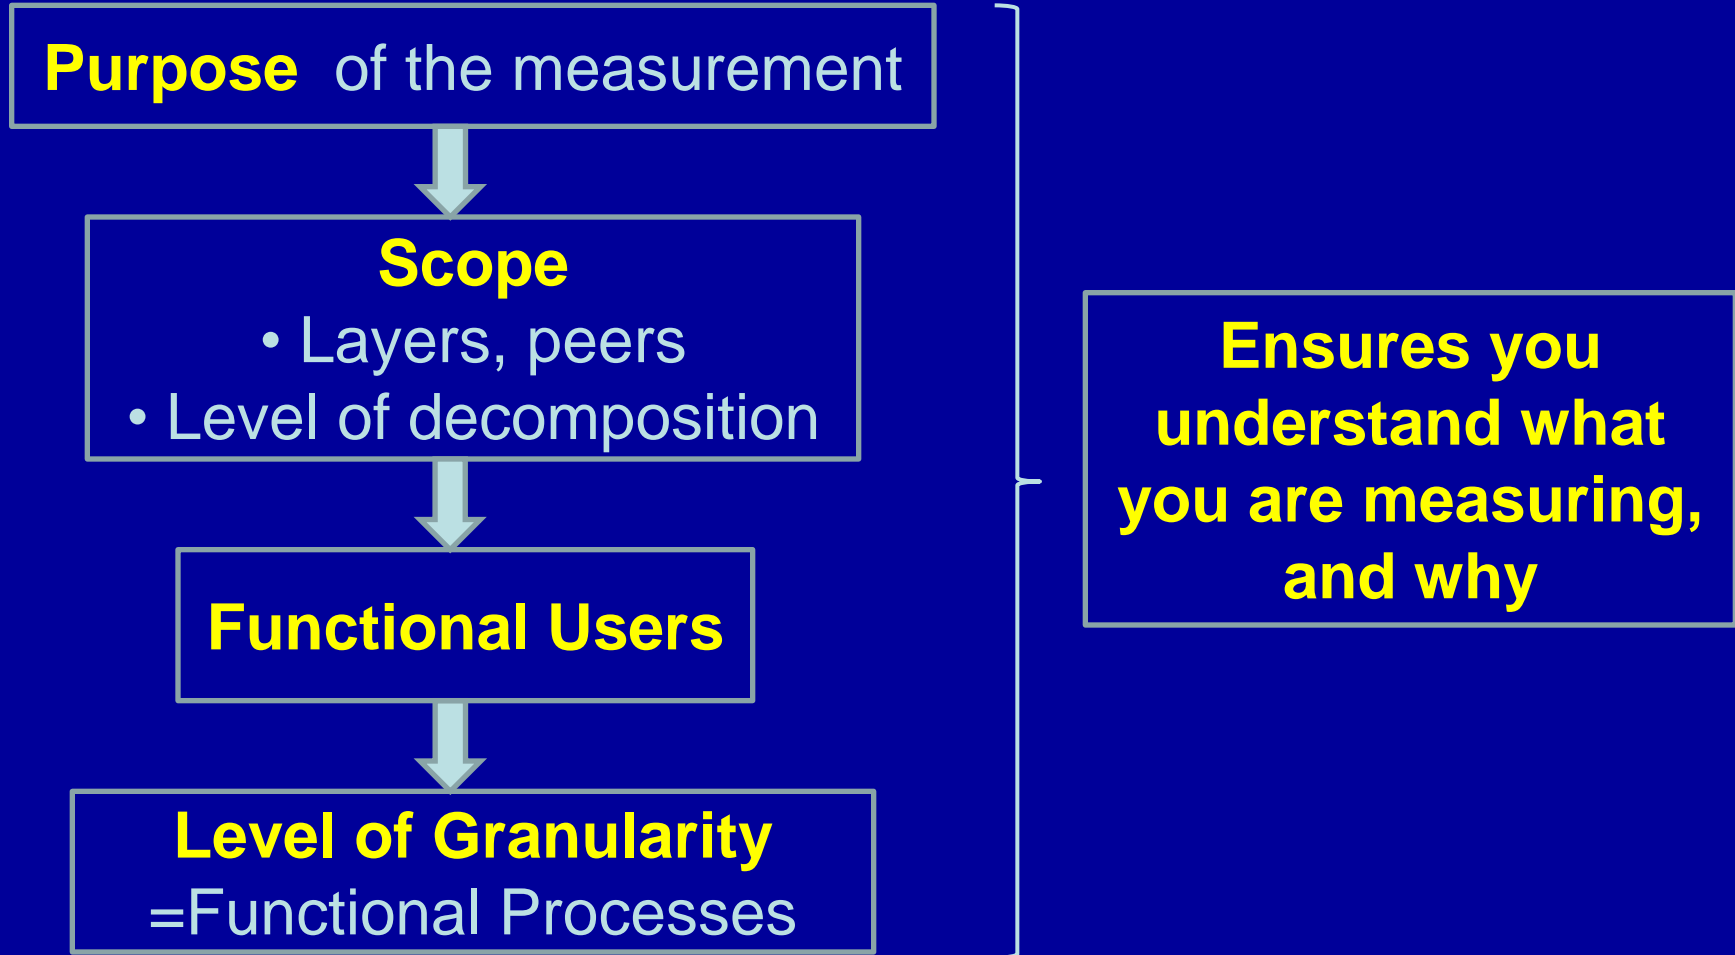 Purpose of the measurement
Scope
• Layers, peers
• Level of decomposition
Functional Users
Level of Granularity
=Functional Processes
Ensures you
understand what
you are measuring,
and why